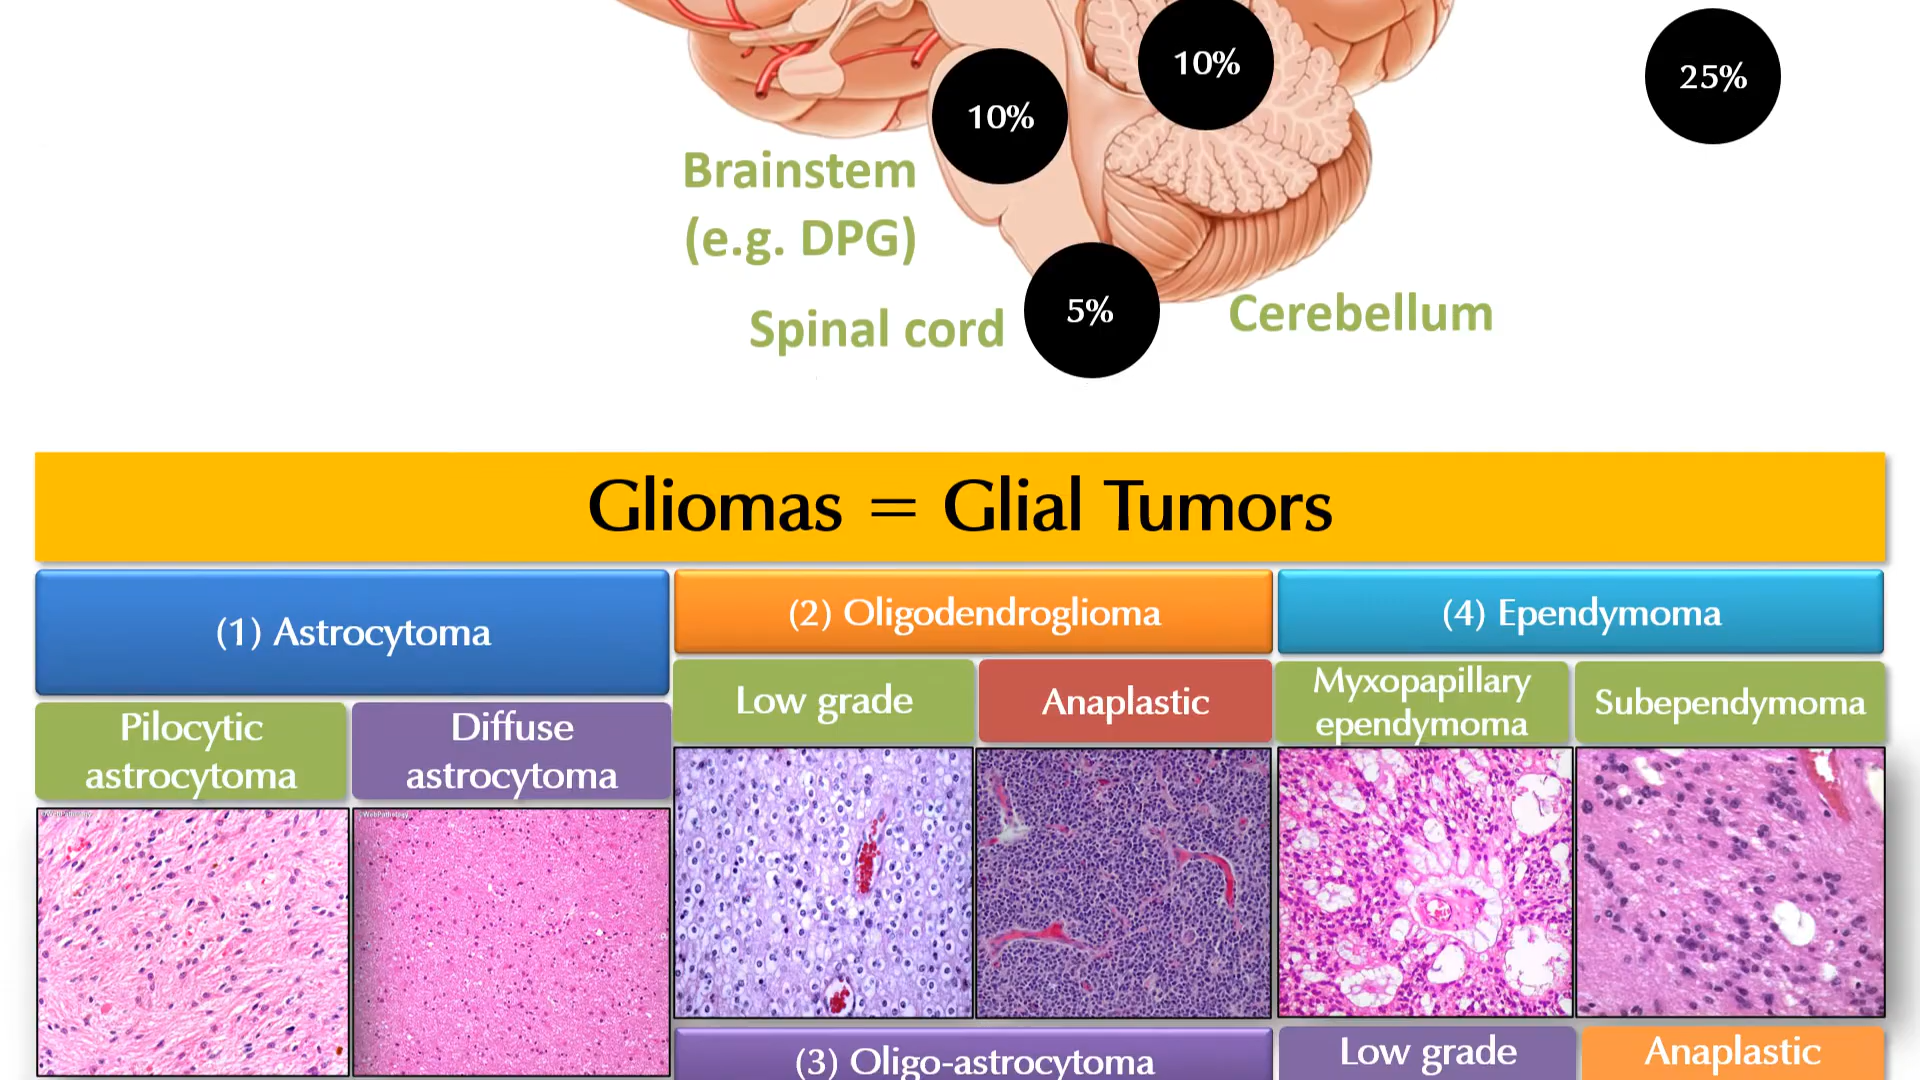 10%
25%
10%
Brainstem
(e.g. DPG)
5%
Spinal cord
Cerebellum
Gliomas = Glial Tumors
(1) Astrocytoma
(2) Oligodendroglioma
(4) Ependymoma
Pilocytic
astrocytoma
Diffuse
astrocytoma
Low grade
Anaplastic
Myxopapillary
ependymoma
Subependymoma
WebPathology
(3) Oligo-astrocytoma
Low grade
Anaplastic